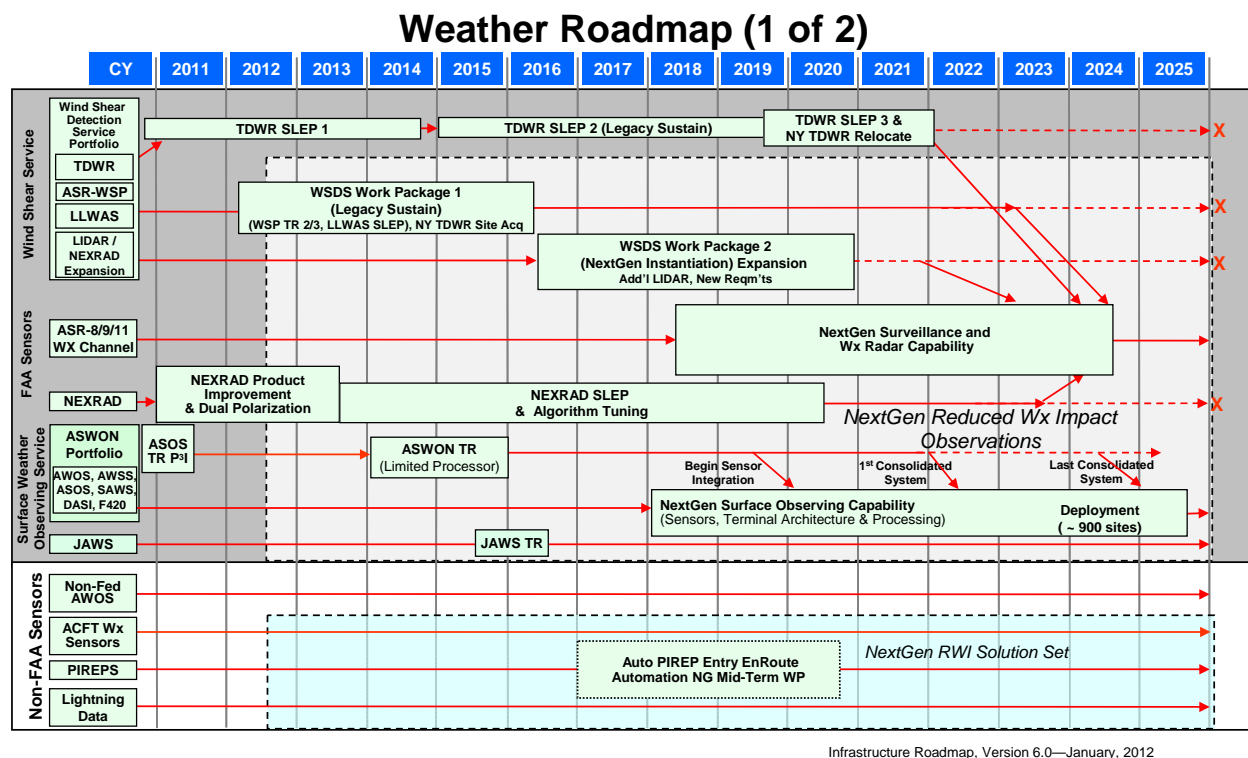 Weather Roadmap (1 of 2)
CY 2011 2012 2013 2014 2015 2016 2017 2018 2019 2020 2021 2022 2023 2024 2025
Wind Shear Service
Wind Shear
Detection
Service
Portfolio
TDWR
ASR-WSP
LLWAS
LIDAR /
NEXRAD
Expansion
TDWR SLEP 1
TDWR SLEP 2 (Legacy Sustain)
TDWR SLEP 3 &
NY TDWR Relocate
X
WSDS Work Package 1
(Legacy Sustain)
(WSP TR 2/3, LLWAS SLEP), NY TDWR Site Acq
X
WSDS Work Package 2
(NextGen Instantiation) Expansion
Add'l LIDAR, New Reqm'ts
X
FAA Sensors
ASR-8/9/11
WX Channel
NextGen Surveillance and
Wx Radar Capability
NEXRAD
NEXRAD Product
Improvement
& Dual Polarization
NEXRAD SLEP
& Algorithm Tuning
X
NextGen Reduced Wx Impact
Observations
Surface Weather
Observing Service
ASWON
Portfolio
AWOS, AWSS,
ASOS, SAWS,
DASI, F420
ASOS
TR P³I
ASWON TR
(Limited Processor)
Begin Sensor
Integration
1st Consolidated
System
Last Consolidated
System
NextGen Surface Observing Capability
(Sensors, Terminal Architecture & Processing)
Deployment
( ~ 900 sites)
JAWS
JAWS TR
Non-FAA Sensors
Non-Fed
AWOS
ACFT Wx
Sensors
PIREPS
Lightning
Data
Auto PIREP Entry EnRoute
Automation NG Mid-Term WP
NextGen RWI Solution Set
Infrastructure Roadmap, Version 6.0—January, 2012